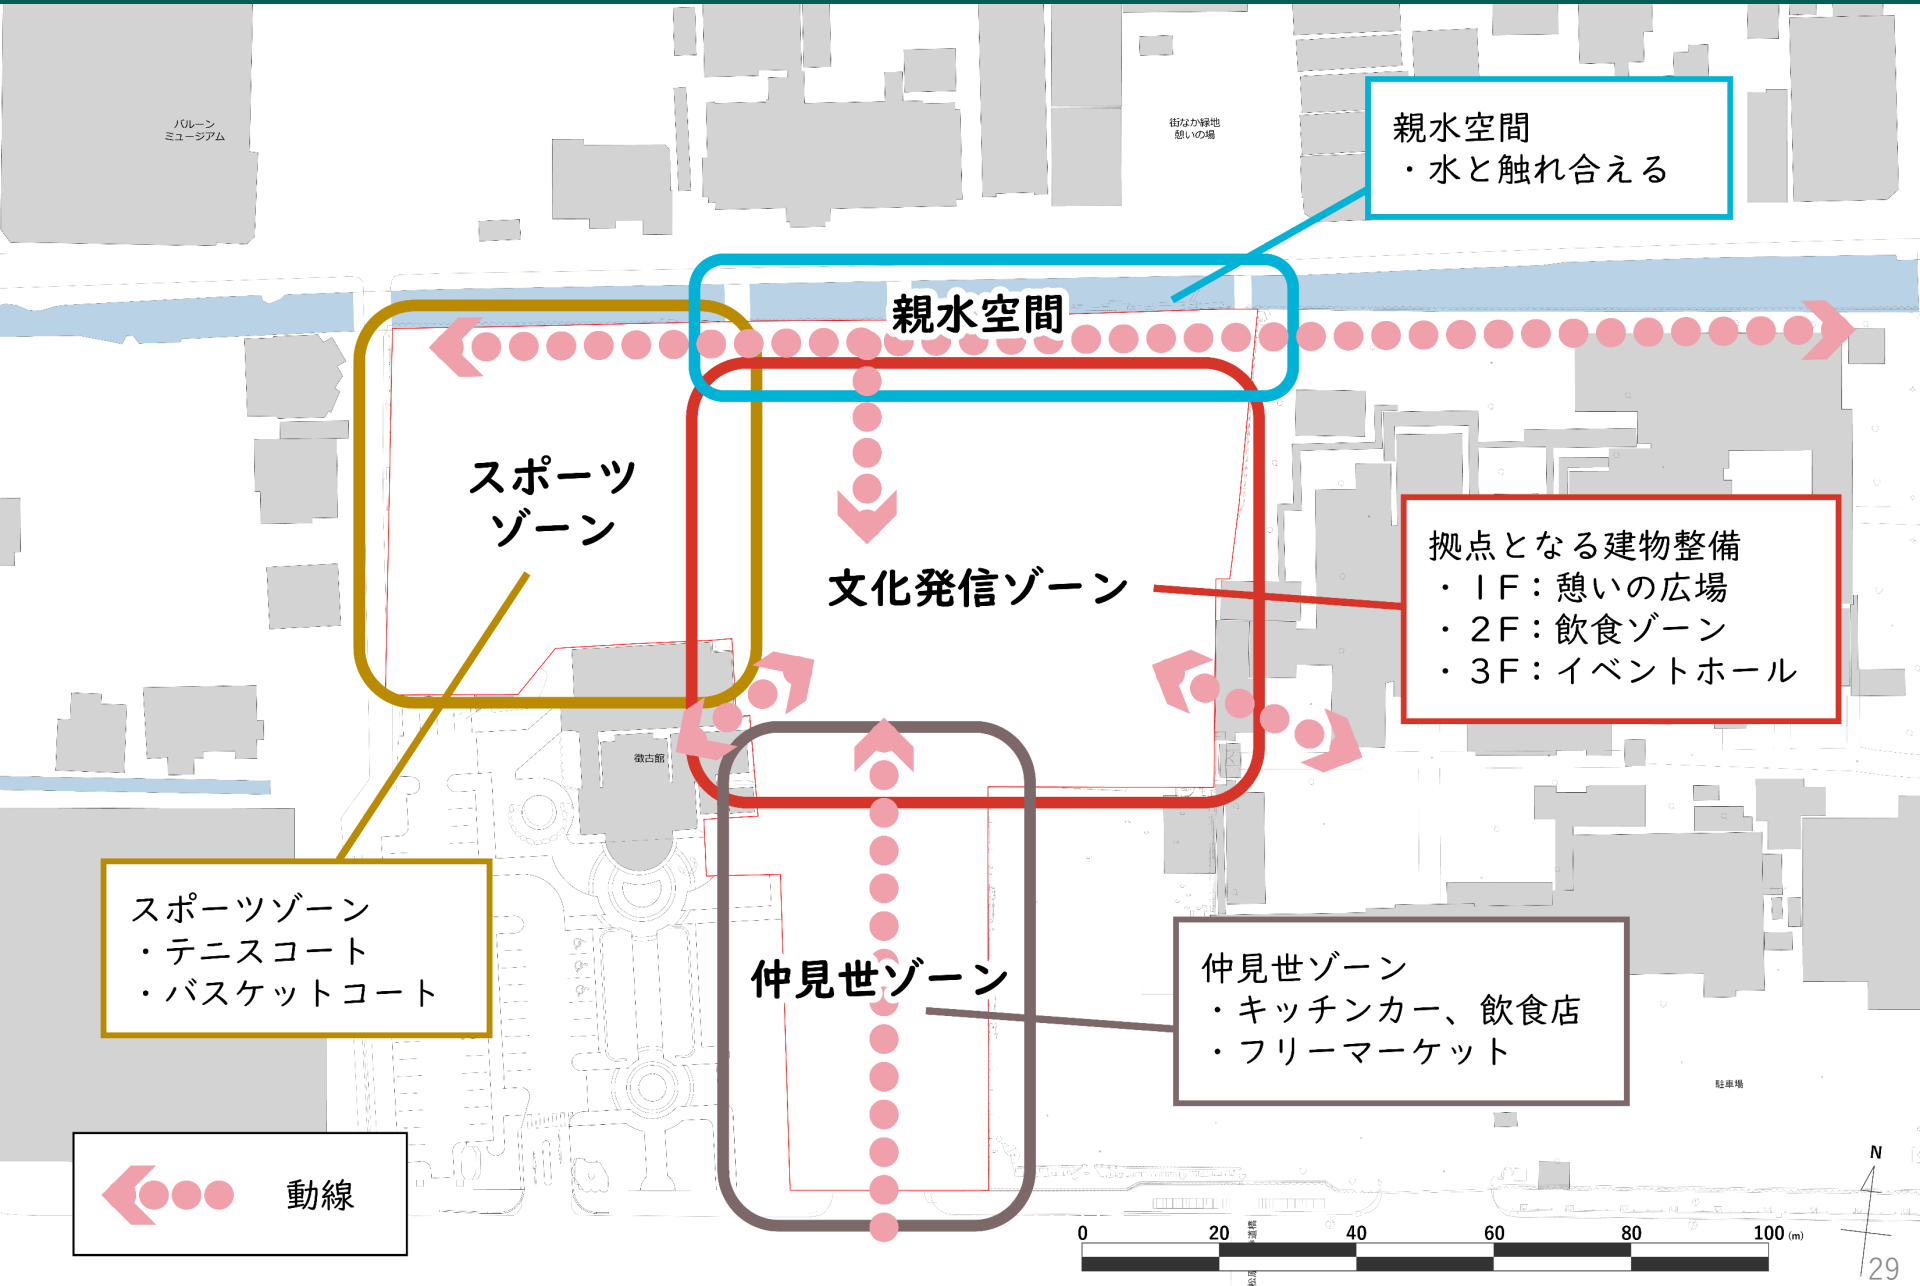 バルーン
ミュージアム
街なか緑地
憩いの場
親水空間
・水と触れ合える
親水空間
スポーツ
ゾーン
文化発信ゾーン
拠点となる建物整備
・1F：憩いの広場
・2F：飲食ゾーン
・3F：イベントホール
徴古館
スポーツゾーン
・テニスコート
・バスケットコート
仲見世ゾーン
仲見世ゾーン
・キッチンカー、飲食店
・フリーマーケット
駐車場
動線
N
0 20 40 60 80 100 (m)
29